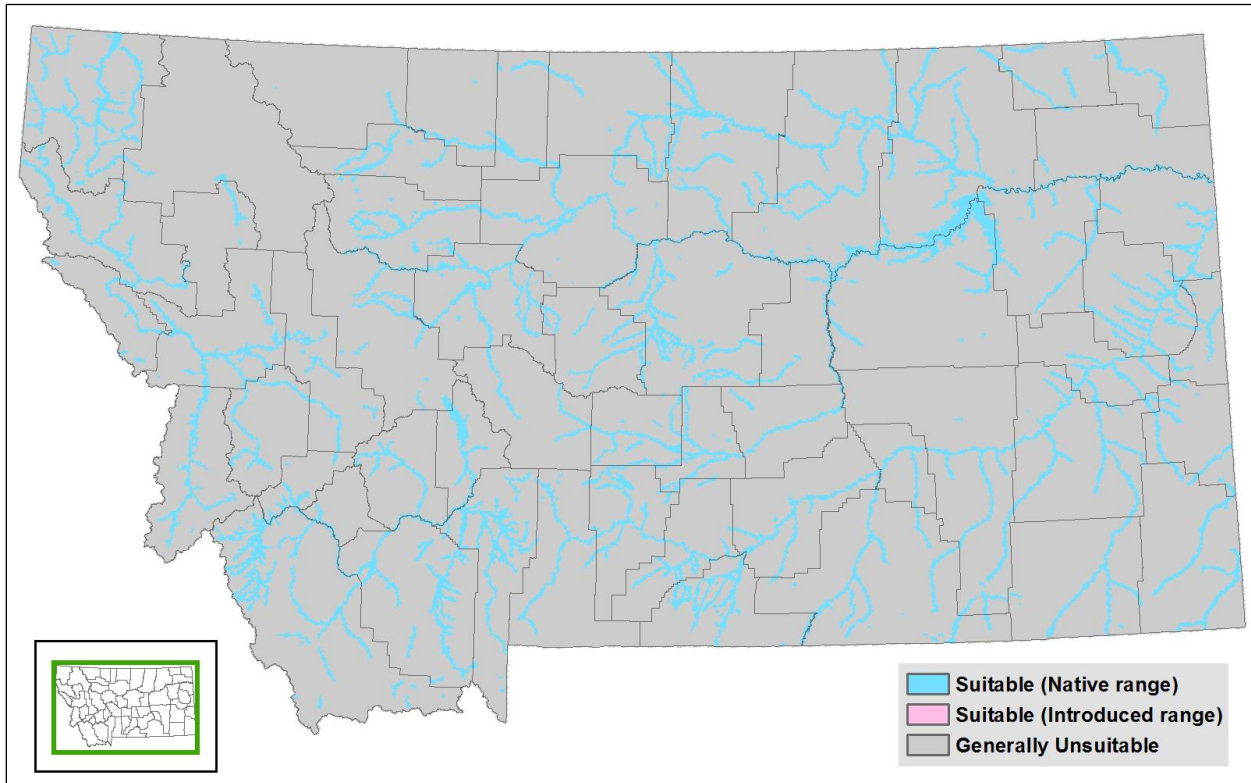 Suitable (Native range)
Suitable (Introduced range)
Generally Unsuitable